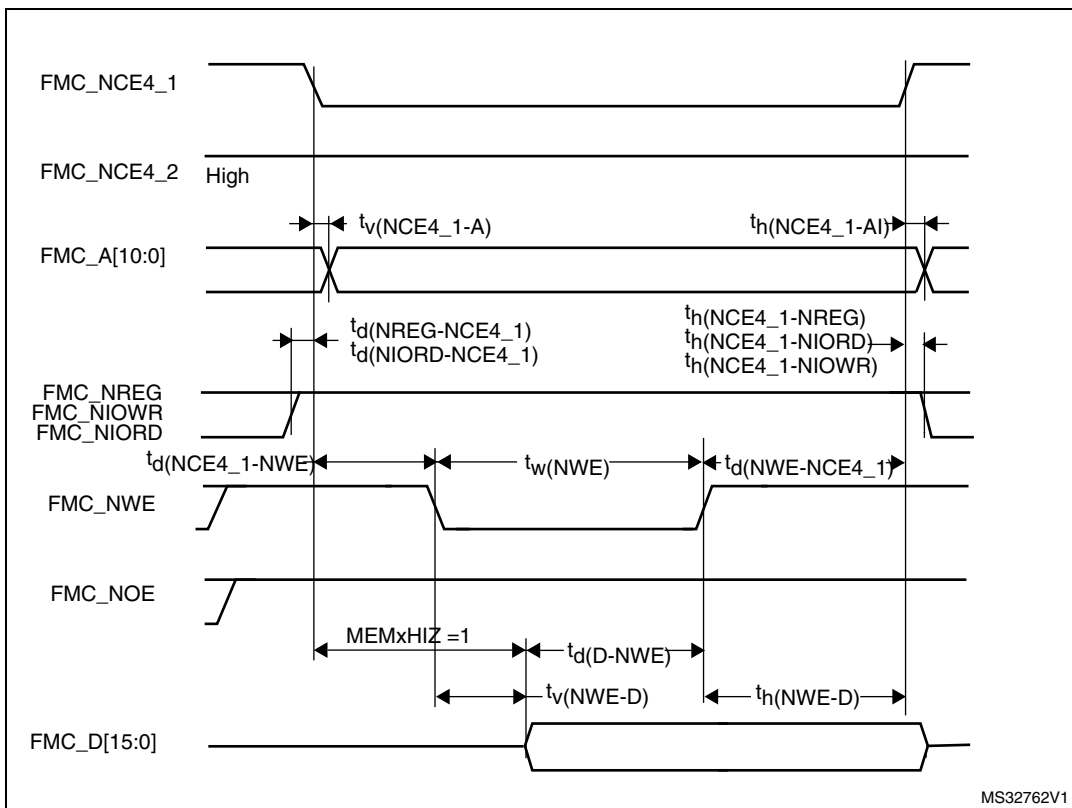 FMC_NCE4_1
FMC_NCE4_2 High
tv(NCE4_1-A)
th(NCE4_1-AI)
FMC_A[10:0]
td(NREG-NCE4_1)
td(NIORD-NCE4_1)
th(NCE4_1-NREG)
th(NCE4_1-NIORD)
th(NCE4_1-NIOWR)
FMC_NREG
FMC_NIOWR
FMC_NIORD
td(NCE4_1-NWE)
tw(NWE)
td(NWE-NCE4_1)
FMC_NWE
FMC_NOE
MEMxHIZ =1
td(D-NWE)
tv(NWE-D)
th(NWE-D)
FMC_D[15:0]
MS32762V1